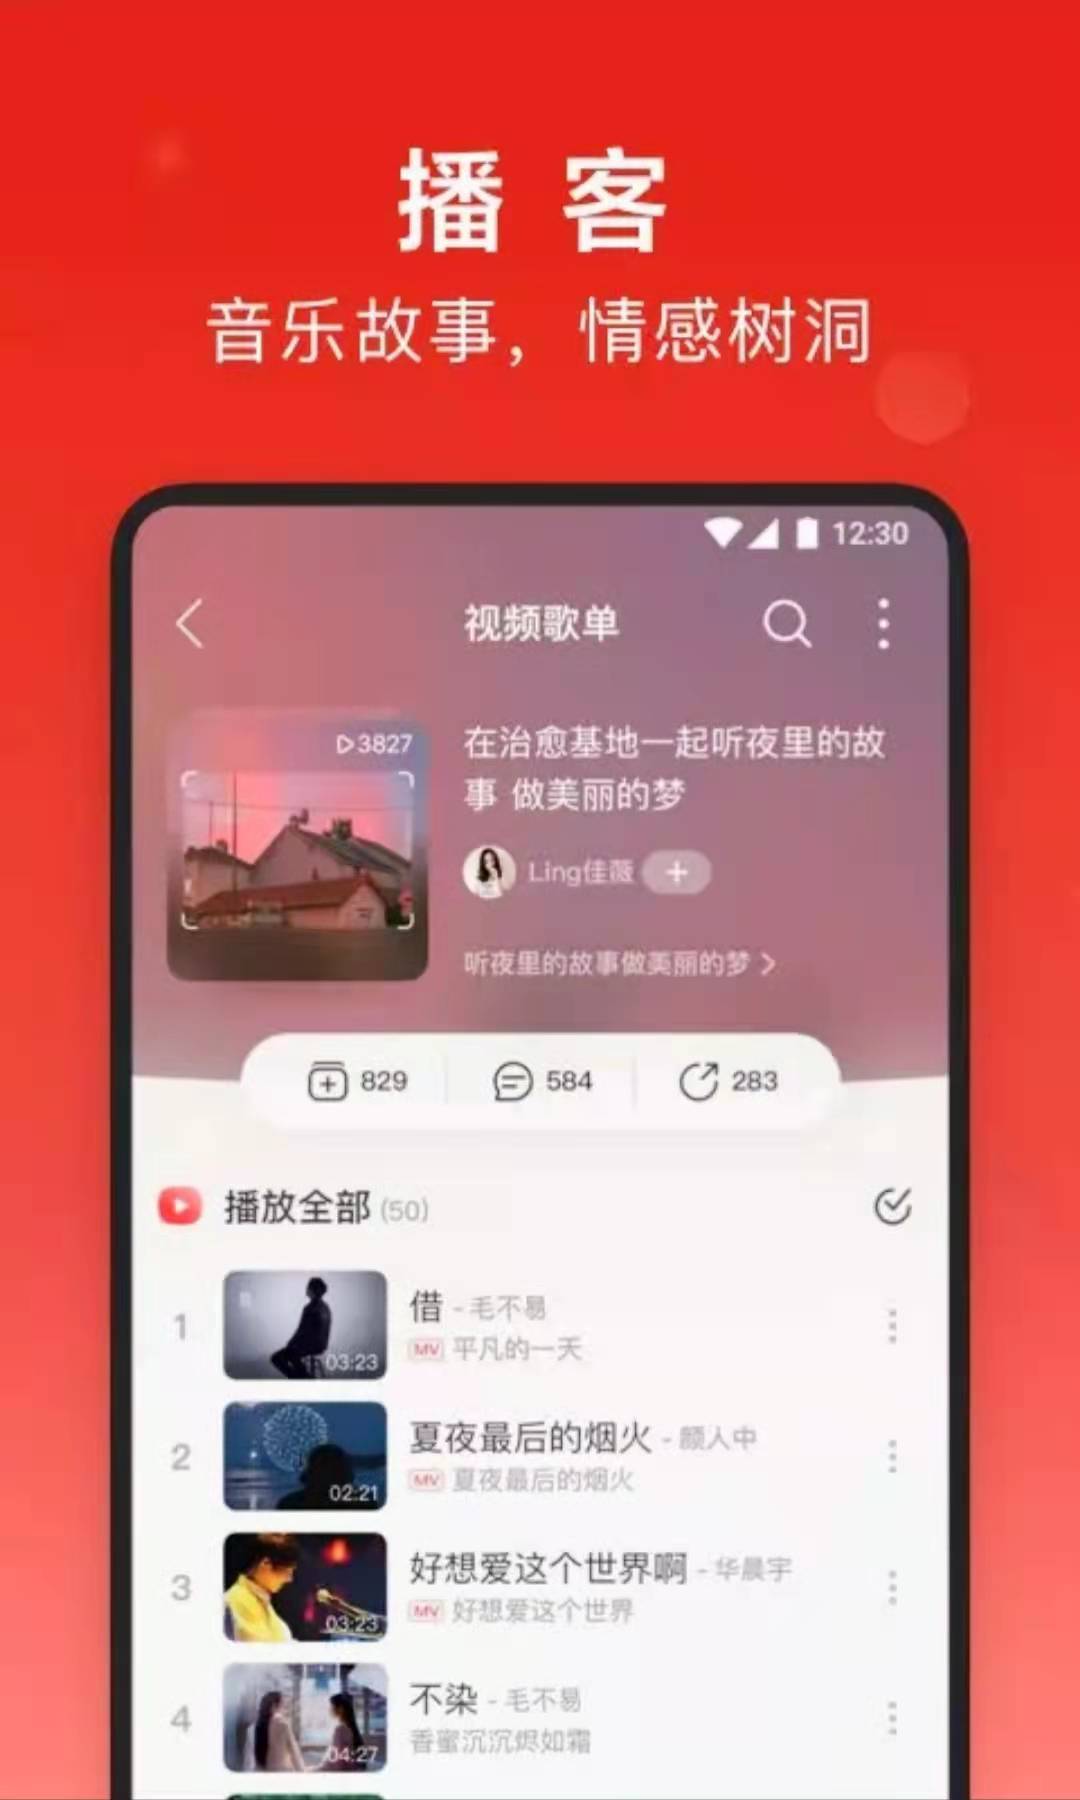 播客
音乐故事，情感树洞
12:30
视频歌单
3827
在治愈基地一起听夜里的故
事 做美丽的梦
Ling佳薇 +
听夜里的故事做美丽的梦 >
829 584 283
播放全部 (50)
1
借 - 毛不易
03:23
MV 平凡的一天
2
夏夜最后的烟火 - 颜人中
02:21
MV 夏夜最后的烟火
3
好想爱这个世界啊 - 华晨宇
03:23
MV 好想爱这个世界
4
不染 - 毛不易
04:27
香蜜沉沉烬如霜